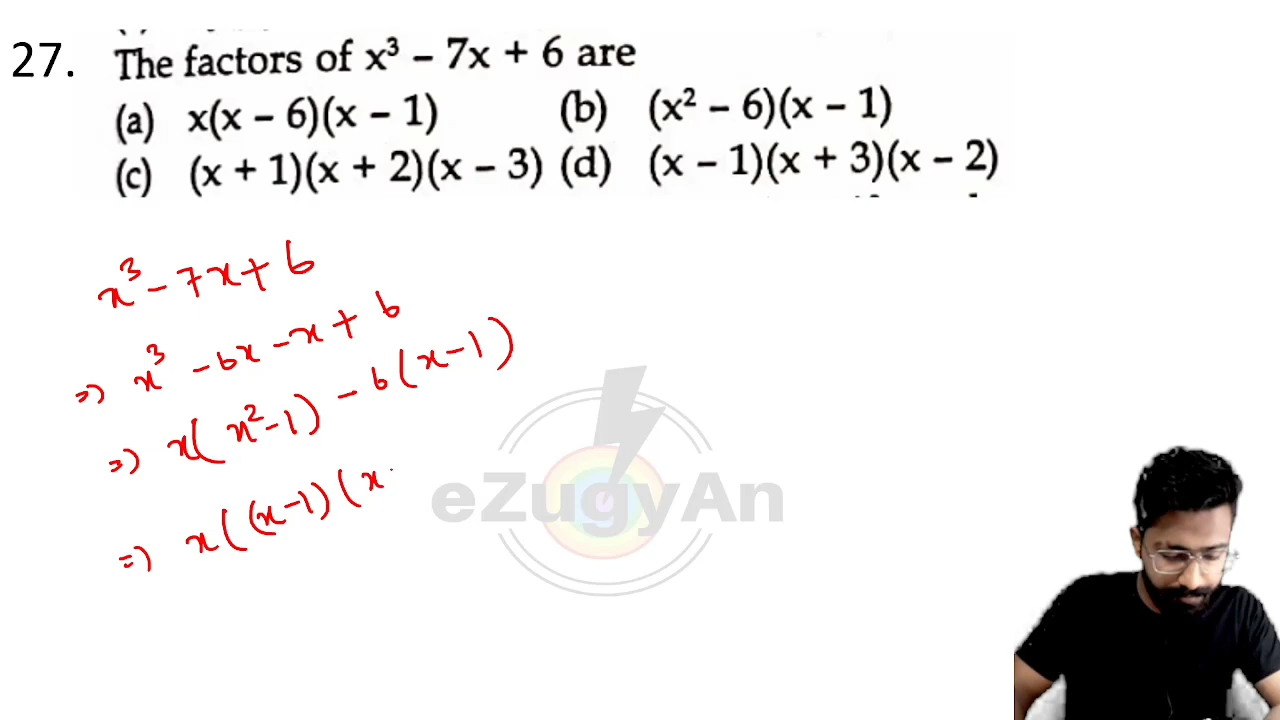 27. The factors of x³ – 7x + 6 are
(a) x(x – 6)(x – 1) (b) (x² – 6)(x – 1)
(c) (x + 1)(x + 2)(x – 3) (d) (x – 1)(x + 3)(x – 2)
x³ – 7x + 6
⇒) x³ – 6x – x + 6
⇒) x(x² – 1) – 6(x – 1)
⇒) x((x – 1)(x
eZugyAn